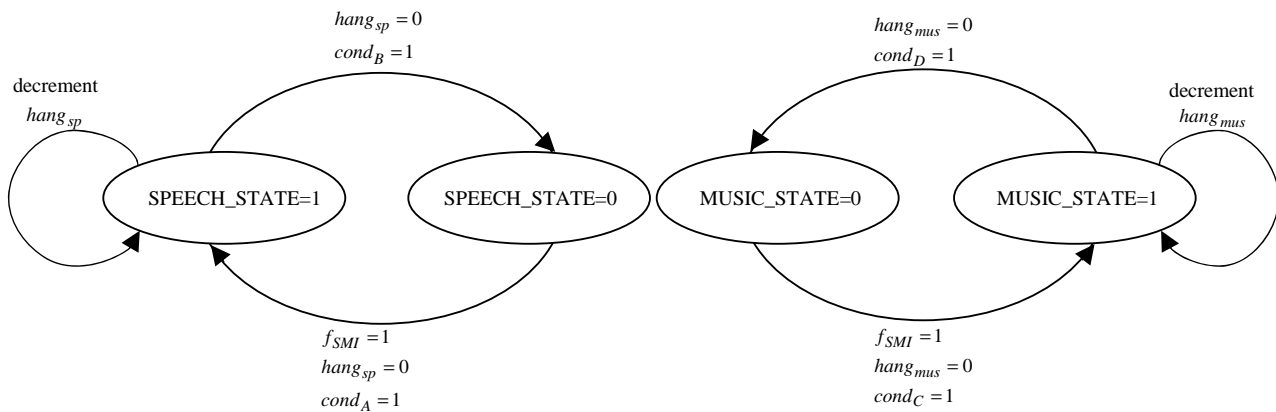 hang_sp = 0
cond_B = 1
hang_mus = 0
cond_D = 1
decrement
hang_sp
decrement
hang_mus
SPEECH_STATE=1
SPEECH_STATE=0
MUSIC_STATE=0
MUSIC_STATE=1
f_SMI = 1
hang_sp = 0
cond_A = 1
f_SMI = 1
hang_mus = 0
cond_C = 1